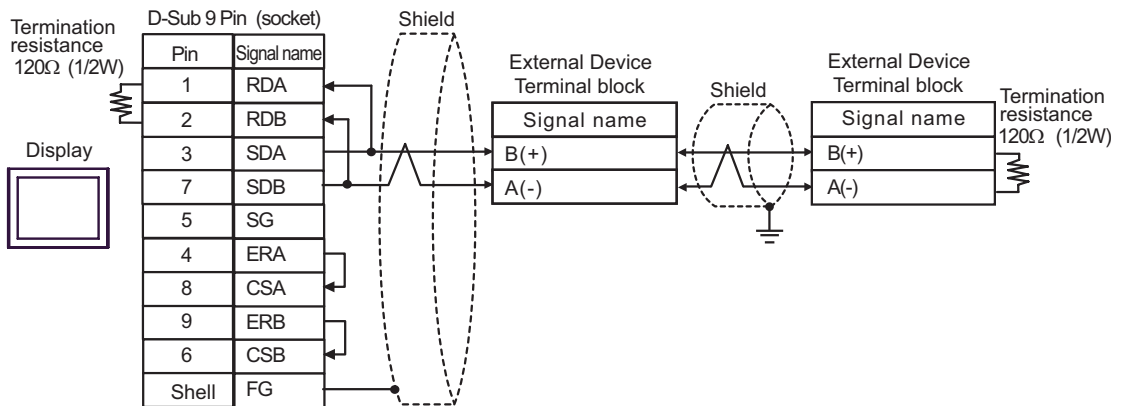 Termination
resistance
120Ω (1/2W)
D-Sub 9 Pin (socket)
Pin Signal name
1 RDA
2 RDB
3 SDA
7 SDB
5 SG
4 ERA
8 CSA
9 ERB
6 CSB
Shell FG
Display
Shield
External Device
Terminal block
Signal name
B(+)
A(-)
Shield
External Device
Terminal block
Signal name
B(+)
A(-)
Termination
resistance
120Ω (1/2W)